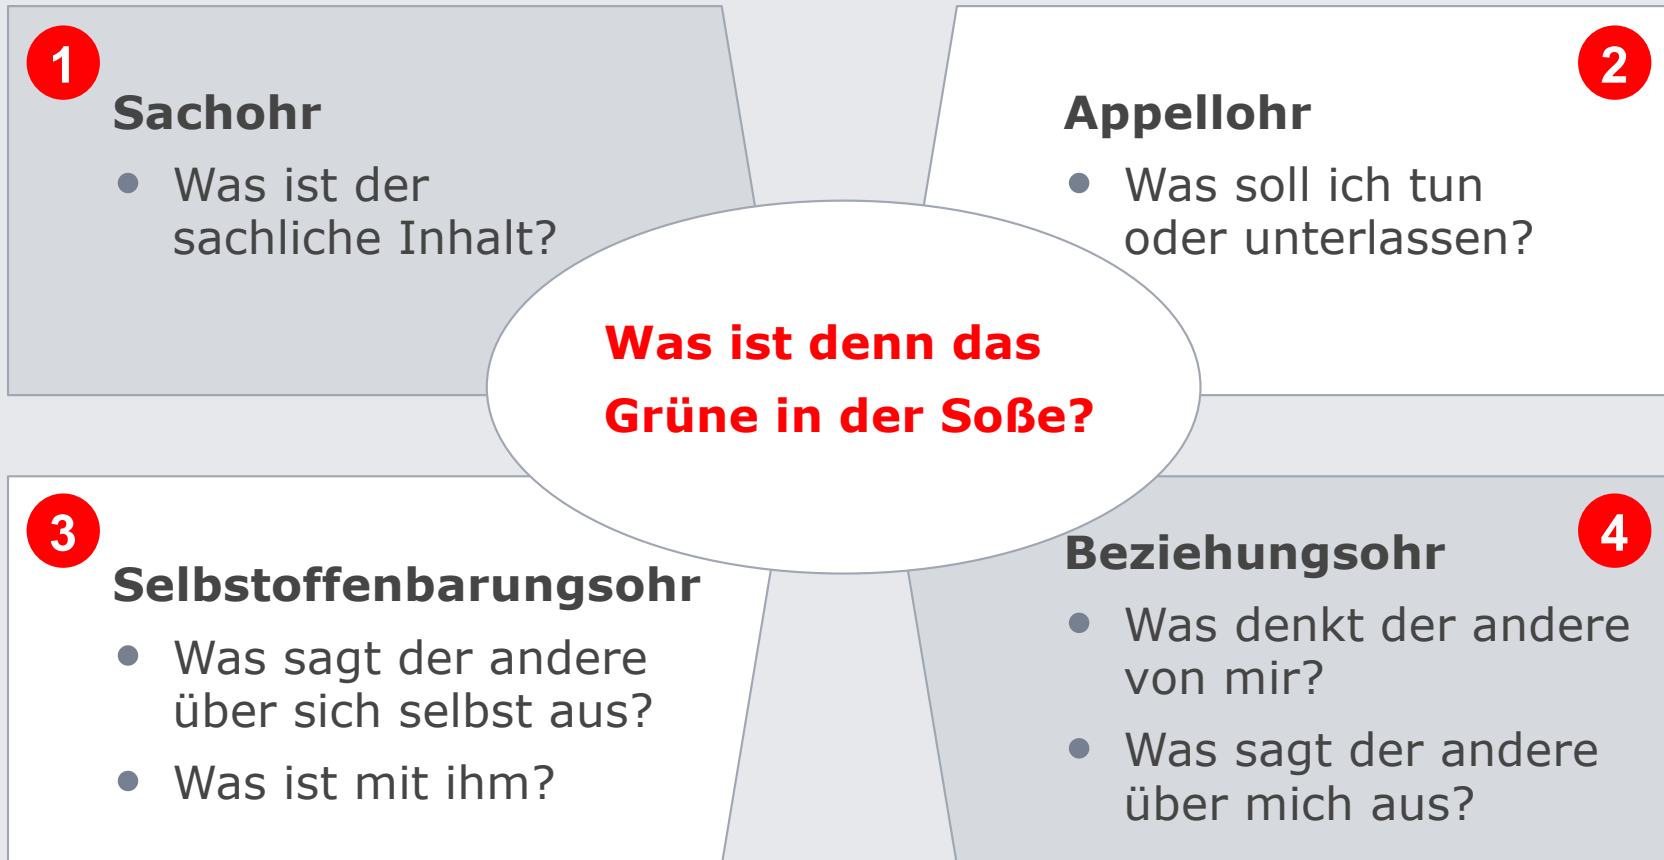 1
Sachohr
• Was ist der
sachliche Inhalt?
2
Appellohr
• Was soll ich tun
oder unterlassen?
Was ist denn das
Grüne in der Soße?
3
Selbstoffenbarungsohr
• Was sagt der andere
über sich selbst aus?
• Was ist mit ihm?
4
Beziehungsohr
• Was denkt der andere
von mir?
• Was sagt der andere
über mich aus?